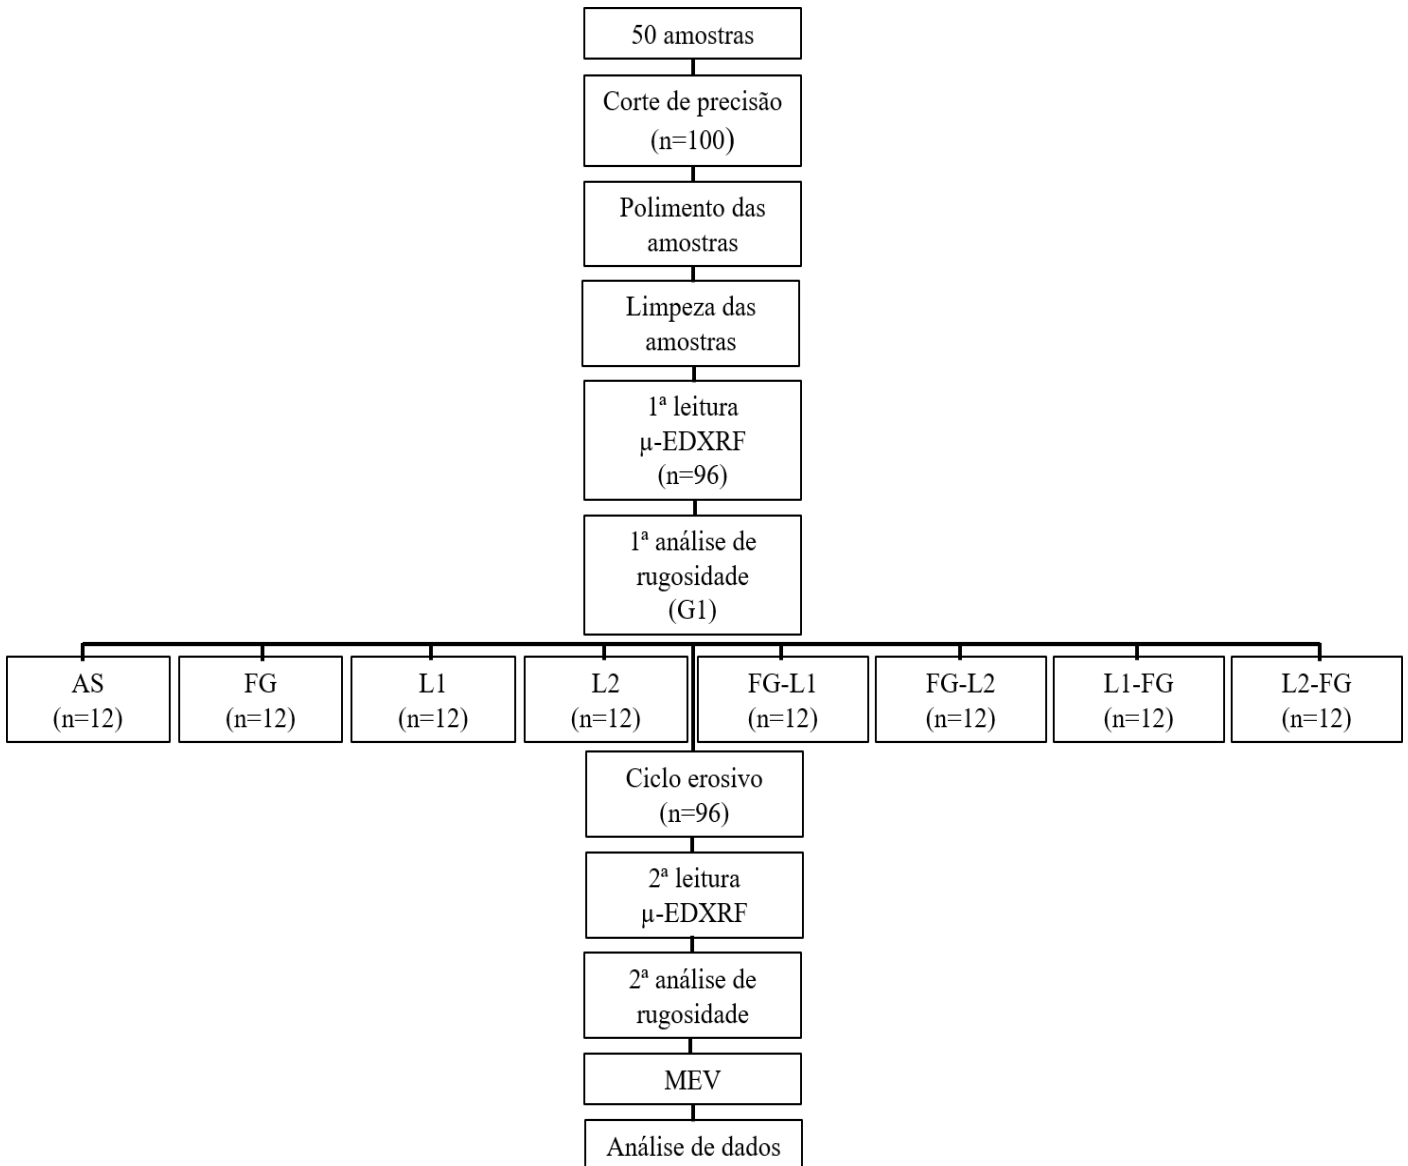 50 amostras
Corte de precisão
(n=100)
Polimento das
amostras
Limpeza das
amostras
1ª leitura
µ-EDXRF
(n=96)
1ª análise de
rugosidade
(G1)
AS
(n=12)
FG
(n=12)
L1
(n=12)
L2
(n=12)
FG-L1
(n=12)
FG-L2
(n=12)
L1-FG
(n=12)
L2-FG
(n=12)
Ciclo erosivo
(n=96)
2ª leitura
µ-EDXRF
2ª análise de
rugosidade
MEV
Análise de dados